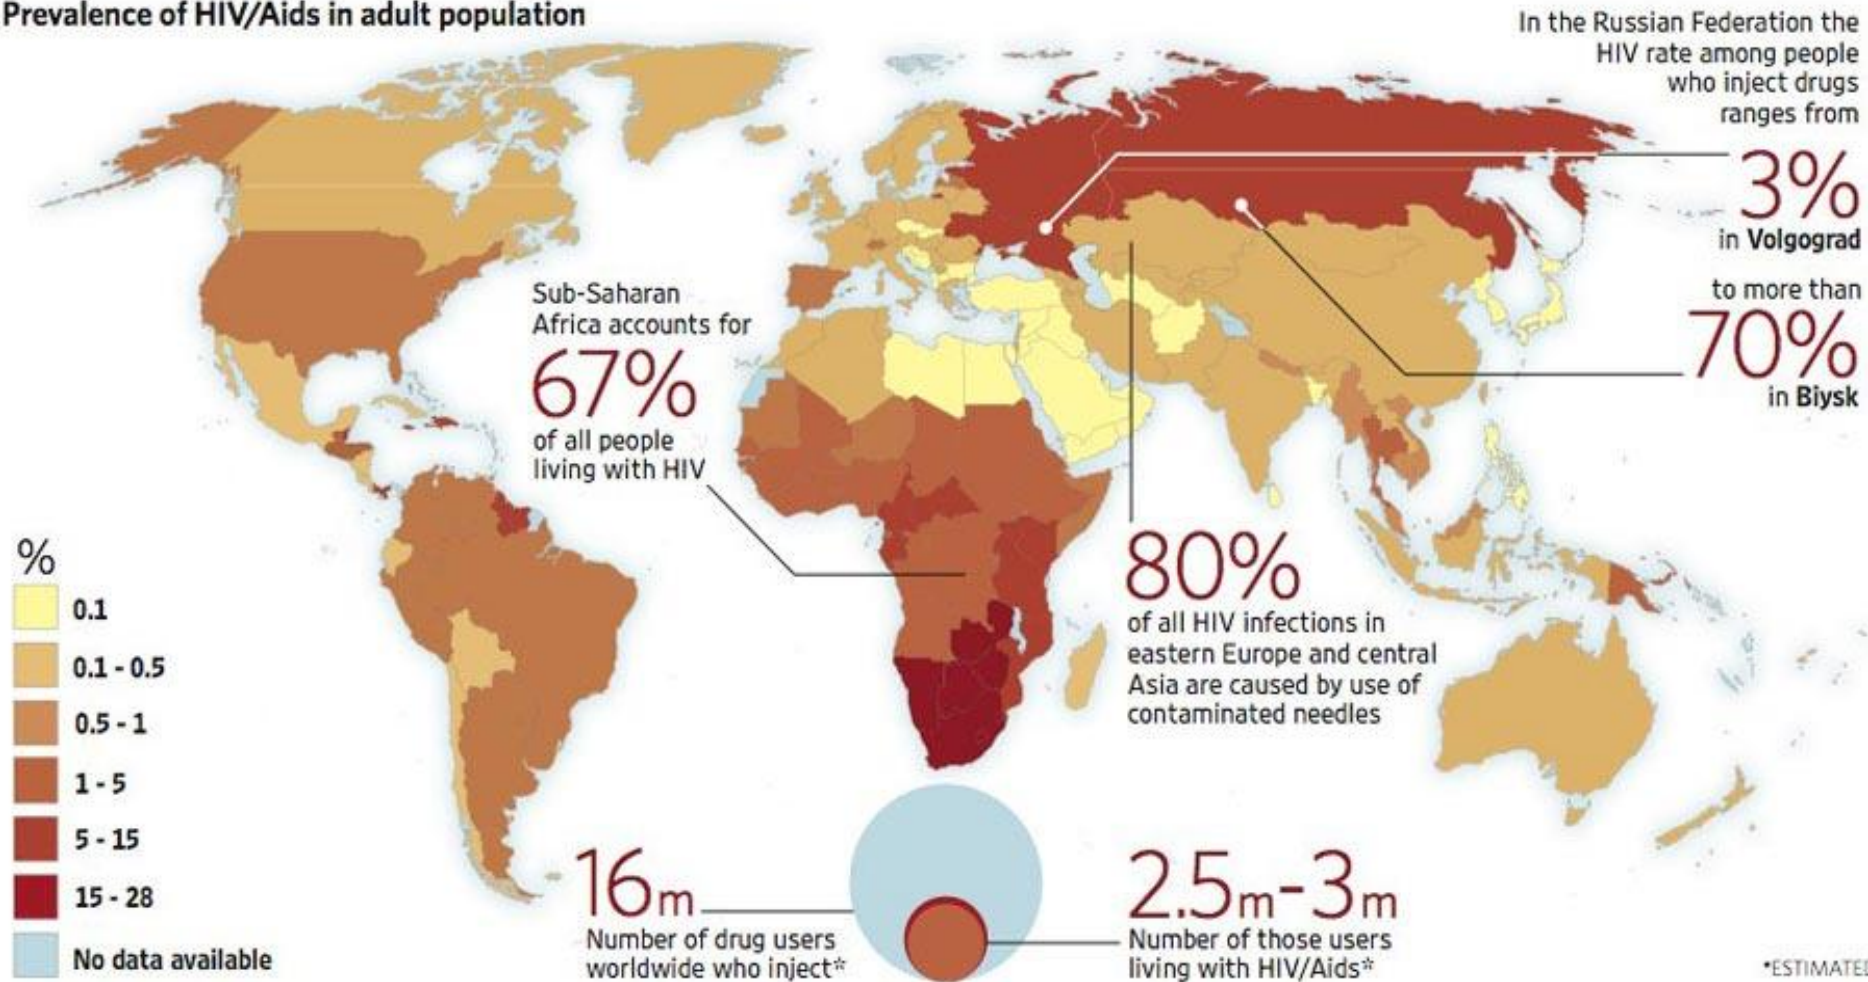 Prevalence of HIV/Aids in adult population
In the Russian Federation the
HIV rate among people
who inject drugs
ranges from
3%
in Volgograd
to more than
70%
in Biysk
Sub-Saharan
Africa accounts for
67%
of all people
living with HIV
80%
of all HIV infections in
eastern Europe and central
Asia are caused by use of
contaminated needles
%
0.1
0.1 - 0.5
0.5 - 1
1 - 5
5 - 15
15 - 28
No data available
16m
Number of drug users
worldwide who inject*
2.5m-3m
Number of those users
living with HIV/Aids*
*ESTIMATED